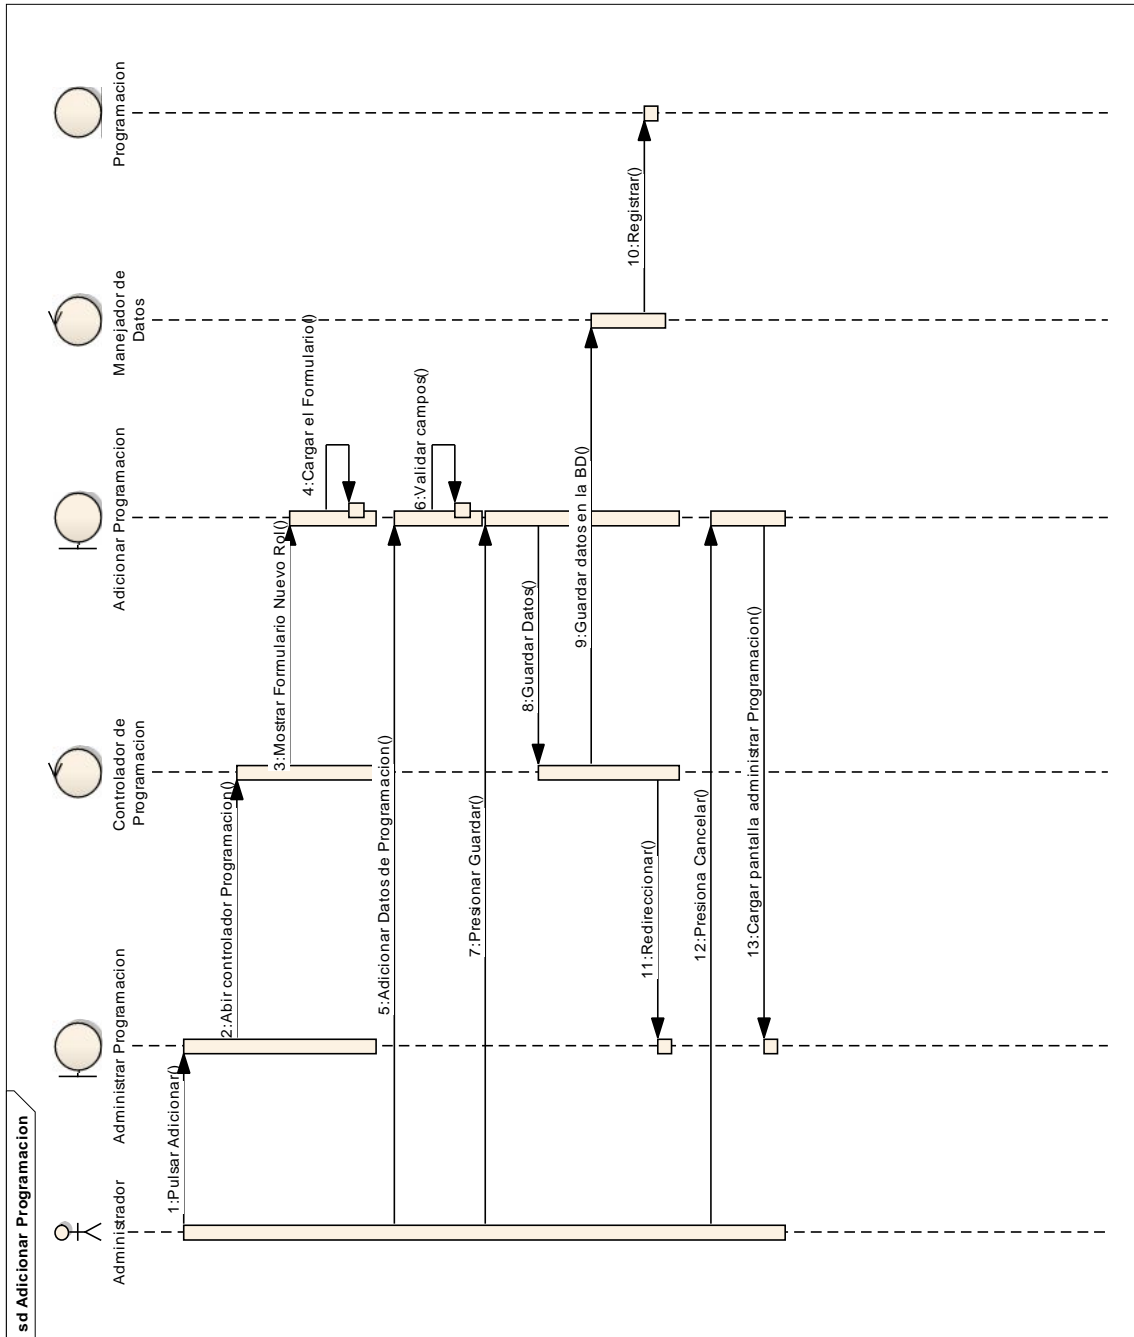 sd Adicionar Programacion
Administrador
Administrar Programacion
Controlador de
Programacion
Adicionar Programacion
Manejador de
Datos
Programacion
1:Pulsar Adicionar()
2:Abir controlador Programacion()
3:Mostrar Formulario Nuevo Rol()
4:Cargar el Formulario()
5:Adicionar Datos de Programacion()
6:Validar campos()
7:Presionar Guardar()
8:Guardar Datos()
9:Guardar datos en la BD()
10:Registrar()
11:Redireccionar()
12:Presiona Cancelar()
13:Cargar pantalla administrar Programacion()